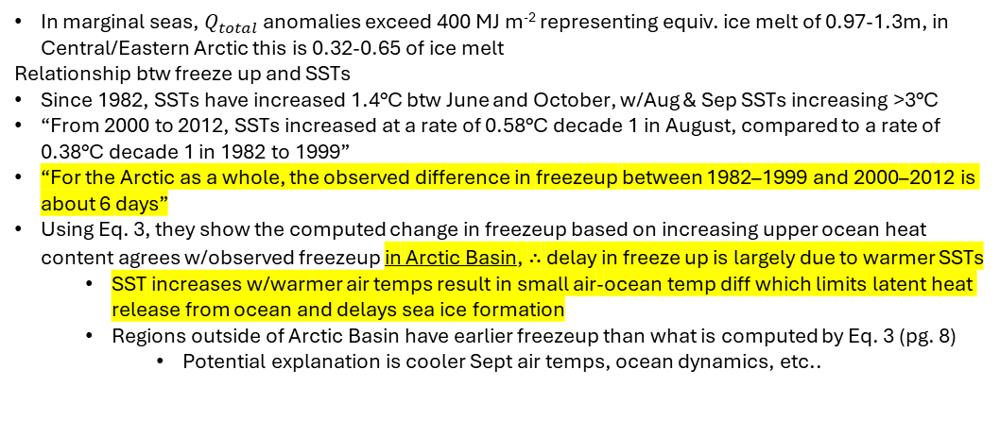 • In marginal seas, 𝑄𝑡𝑜𝑡𝑎𝑙 anomalies exceed 400 MJ m-2 representing equiv. ice melt of 0.97-1.3m, in
Central/Eastern Arctic this is 0.32-0.65 of ice melt
Relationship btw freeze up and SSTs
• Since 1982, SSTs have increased 1.4°C btw June and October, w/Aug & Sep SSTs increasing >3°C
• “From 2000 to 2012, SSTs increased at a rate of 0.58°C decade 1 in August, compared to a rate of
0.38°C decade 1 in 1982 to 1999”
• “For the Arctic as a whole, the observed difference in freezeup between 1982–1999 and 2000–2012 is
about 6 days”
• Using Eq. 3, they show the computed change in freezeup based on increasing upper ocean heat
content agrees w/observed freezeup in Arctic Basin, ∴ delay in freeze up is largely due to warmer SSTs
• SST increases w/warmer air temps result in small air-ocean temp diff which limits latent heat
release from ocean and delays sea ice formation
• Regions outside of Arctic Basin have earlier freezeup than what is computed by Eq. 3 (pg. 8)
• Potential explanation is cooler Sept air temps, ocean dynamics, etc..